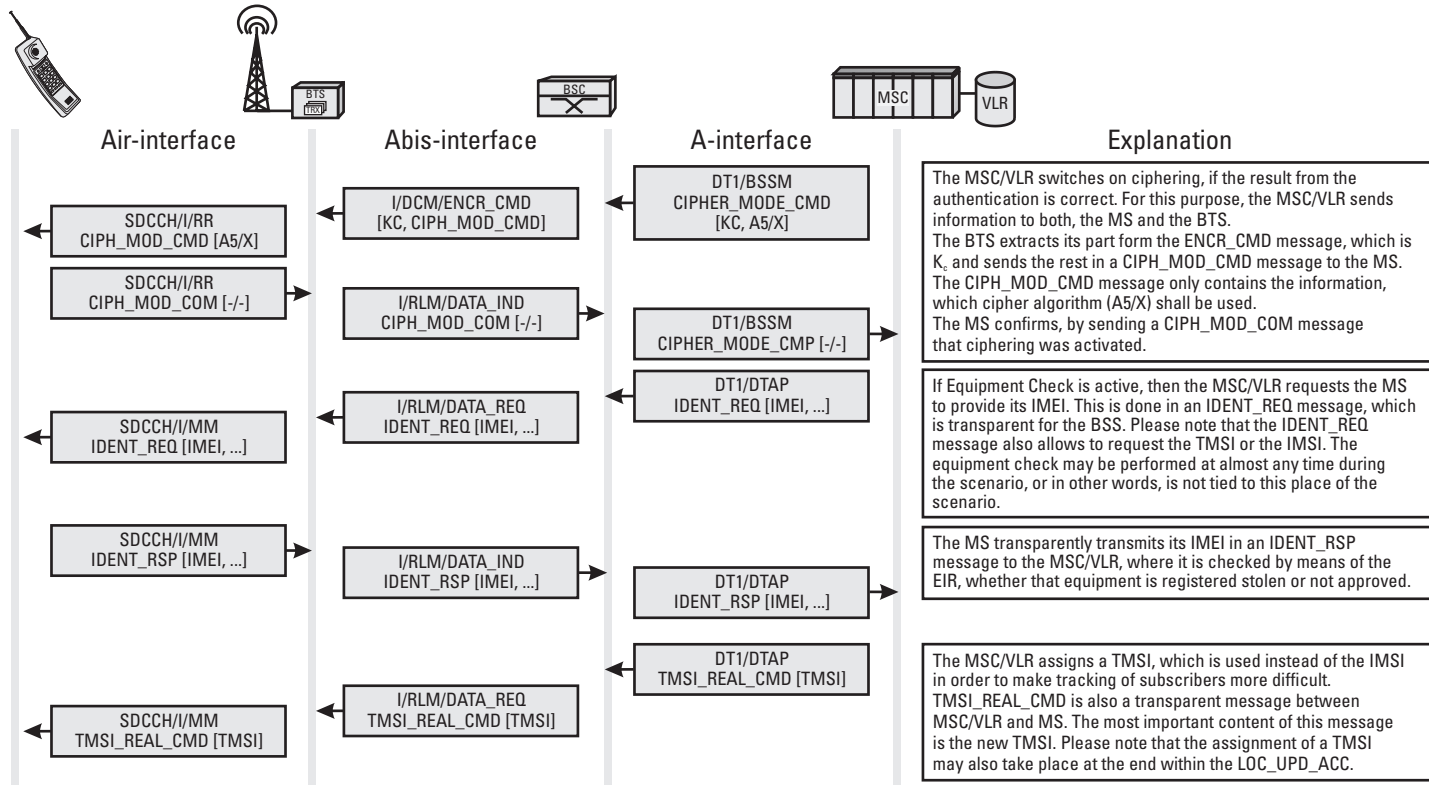 BTS
TRX
BSC
MSC
VLR
Air-interface
Abis-interface
A-interface
Explanation
DT1/BSSM
CIPHER_MODE_CMD
[KC, A5/X]
I/DCM/ENCR_CMD
[KC, CIPH_MOD_CMD]
SDCCH/I/RR
CIPH_MOD_CMD [A5/X]
SDCCH/I/RR
CIPH_MOD_COM [-/-]
I/RLM/DATA_IND
CIPH_MOD_COM [-/-]
DT1/BSSM
CIPHER_MODE_CMP [-/-]
The MSC/VLR switches on ciphering, if the result from the
authentication is correct. For this purpose, the MSC/VLR sends
information to both, the MS and the BTS.
The BTS extracts its part form the ENCR_CMD message, which is
Kc and sends the rest in a CIPH_MOD_CMD message to the MS.
The CIPH_MOD_CMD message only contains the information,
which cipher algorithm (A5/X) shall be used.
The MS confirms, by sending a CIPH_MOD_COM message
that ciphering was activated.
DT1/DTAP
IDENT_REQ [IMEI, ...]
I/RLM/DATA_REQ
IDENT_REQ [IMEI, ...]
SDCCH/I/MM
IDENT_REQ [IMEI, ...]
If Equipment Check is active, then the MSC/VLR requests the MS
to provide its IMEI. This is done in an IDENT_REQ message, which
is transparent for the BSS. Please note that the IDENT_REQ
message also allows to request the TMSI or the IMSI. The
equipment check may be performed at almost any time during
the scenario, or in other words, is not tied to this place of the
scenario.
SDCCH/I/MM
IDENT_RSP [IMEI, ...]
I/RLM/DATA_IND
IDENT_RSP [IMEI, ...]
DT1/DTAP
IDENT_RSP [IMEI, ...]
The MS transparently transmits its IMEI in an IDENT_RSP
message to the MSC/VLR, where it is checked by means of the
EIR, whether that equipment is registered stolen or not approved.
DT1/DTAP
TMSI_REAL_CMD [TMSI]
I/RLM/DATA_REQ
TMSI_REAL_CMD [TMSI]
SDCCH/I/MM
TMSI_REAL_CMD [TMSI]
The MSC/VLR assigns a TMSI, which is used instead of the IMSI
in order to make tracking of subscribers more difficult.
TMSI_REAL_CMD is also a transparent message between
MSC/VLR and MS. The most important content of this message
is the new TMSI. Please note that the assignment of a TMSI
may also take place at the end within the LOC_UPD_ACC.